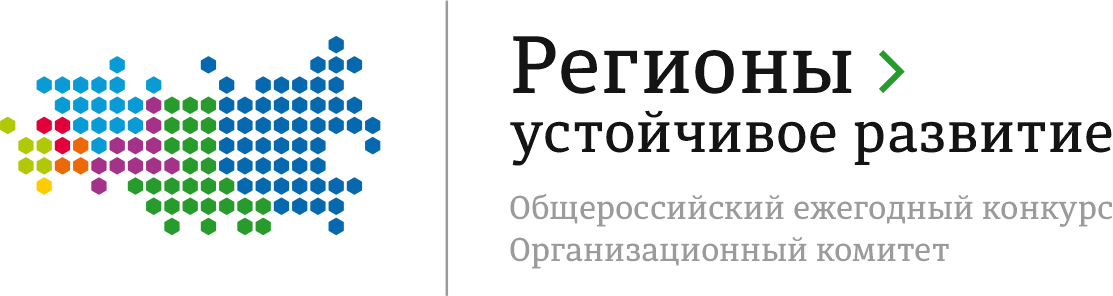 Регионы
устойчивое развитие
Общероссийский ежегодный конкурс
Организационный комитет